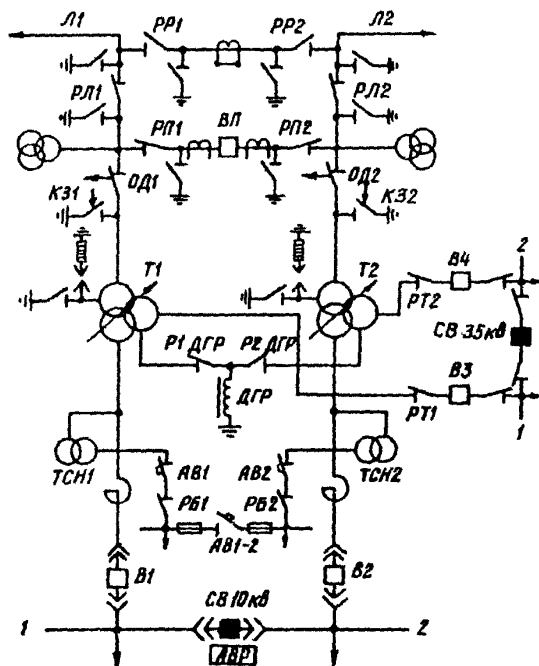 Л1
РР1
РР2
Л2
РЛ1
РЛ2
РП1
ВП
РП2
ОД1
ОД2
КЗ1
КЗ2
Т1
Т2
В4
2
РТ2
СВ 35кв
Р1 ДГР
Р2 ДГР
В3
ДГР
РТ1
1
ТСН1
АВ1
АВ2
ТСН2
РБ1
РБ2
АВ1-2
В1
В2
СВ 10кв
1
2
АВР